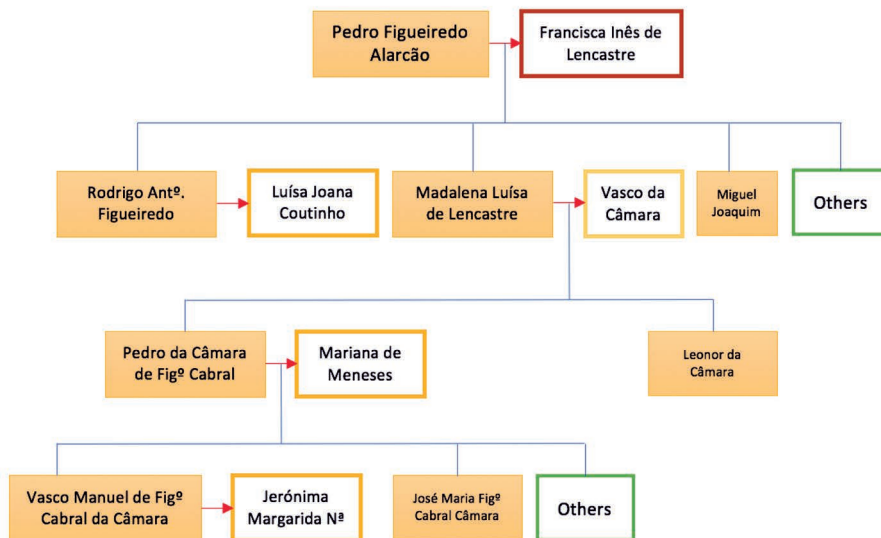 Pedro Figueiredo
Alarcão
Francisca Inês de
Lencastre
Rodrigo Antº.
Figueiredo
Luísa Joana
Coutinho
Madalena Luísa
de Lencastre
Vasco da
Câmara
Miguel
Joaquim
Others
Pedro da Câmara
de Figº Cabral
Mariana de
Meneses
Leonor da
Câmara
Vasco Manuel de Figº
Cabral da Câmara
Jerónima
Margarida Nª
José Maria Figº
Cabral Câmara
Others